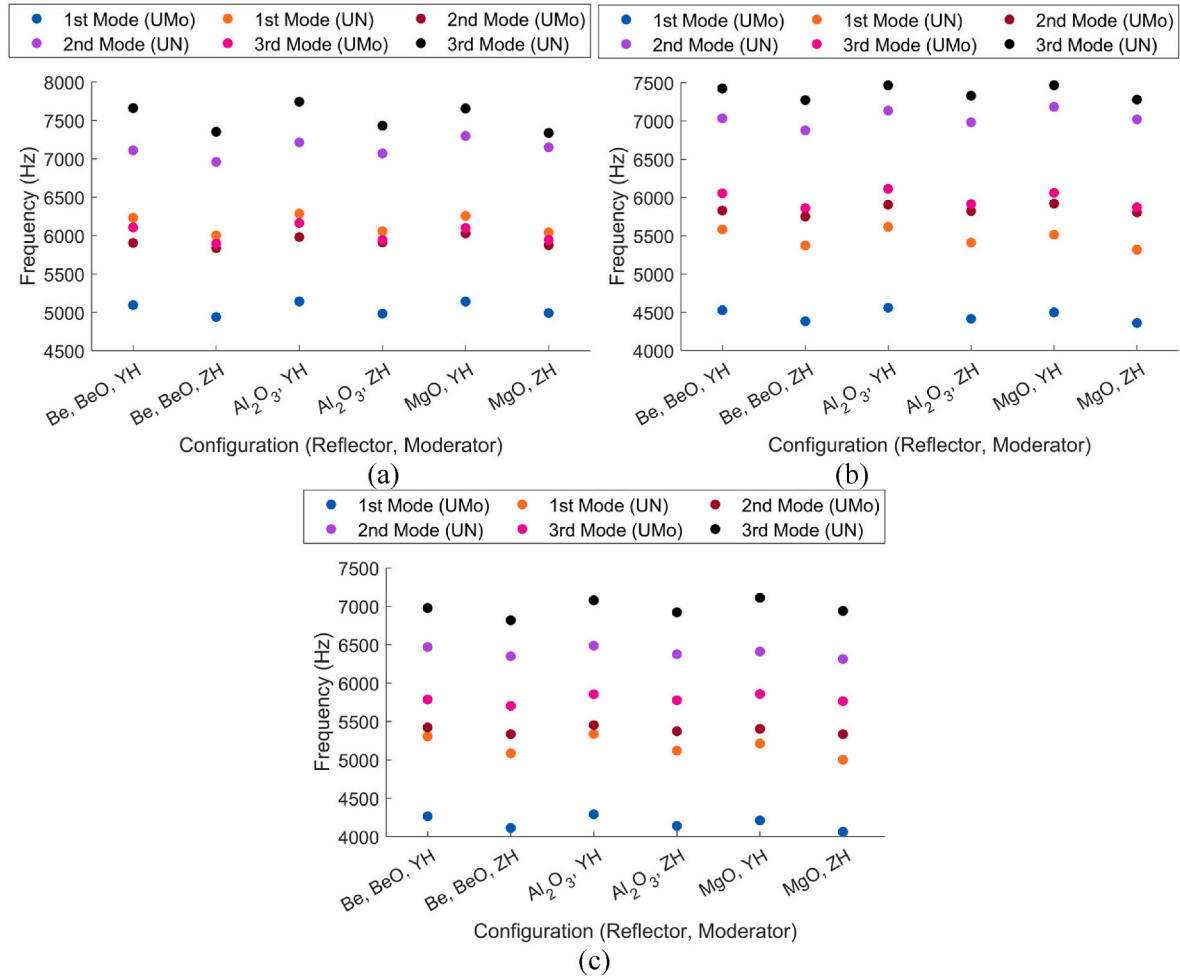 1st Mode (UMo) 1st Mode (UN) 2nd Mode (UMo)
2nd Mode (UN) 3rd Mode (UMo) 3rd Mode (UN)
8000
7500
7000
6500
6000
5500
5000
4500
Frequency (Hz)
Be, BeO, YH
Be, BeO, ZH
Al₂O₃, YH
Al₂O₃, ZH
MgO, YH
MgO, ZH
Configuration (Reflector, Moderator)
(a)
1st Mode (UMo) 1st Mode (UN) 2nd Mode (UMo)
2nd Mode (UN) 3rd Mode (UMo) 3rd Mode (UN)
7500
7000
6500
6000
5500
5000
4500
4000
Frequency (Hz)
Be, BeO, YH
Be, BeO, ZH
Al₂O₃, YH
Al₂O₃, ZH
MgO, YH
MgO, ZH
Configuration (Reflector, Moderator)
(b)
1st Mode (UMo) 1st Mode (UN) 2nd Mode (UMo)
2nd Mode (UN) 3rd Mode (UMo) 3rd Mode (UN)
7500
7000
6500
6000
5500
5000
4500
4000
Frequency (Hz)
Be, BeO, YH
Be, BeO, ZH
Al₂O₃, YH
Al₂O₃, ZH
MgO, YH
MgO, ZH
Configuration (Reflector, Moderator)
(c)